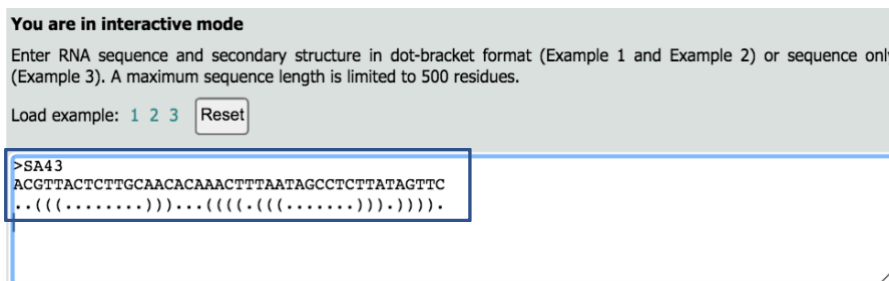 You are in interactive mode
Enter RNA sequence and secondary structure in dot-bracket format (Example 1 and Example 2) or sequence only
(Example 3). A maximum sequence length is limited to 500 residues.
Load example: 1 2 3 Reset
>SA43
ACGTTACTCTTGCAACACAAACTTTAATAGCCTCTTATAGTTC
..(((........)))...((((.(((.......))).)))).